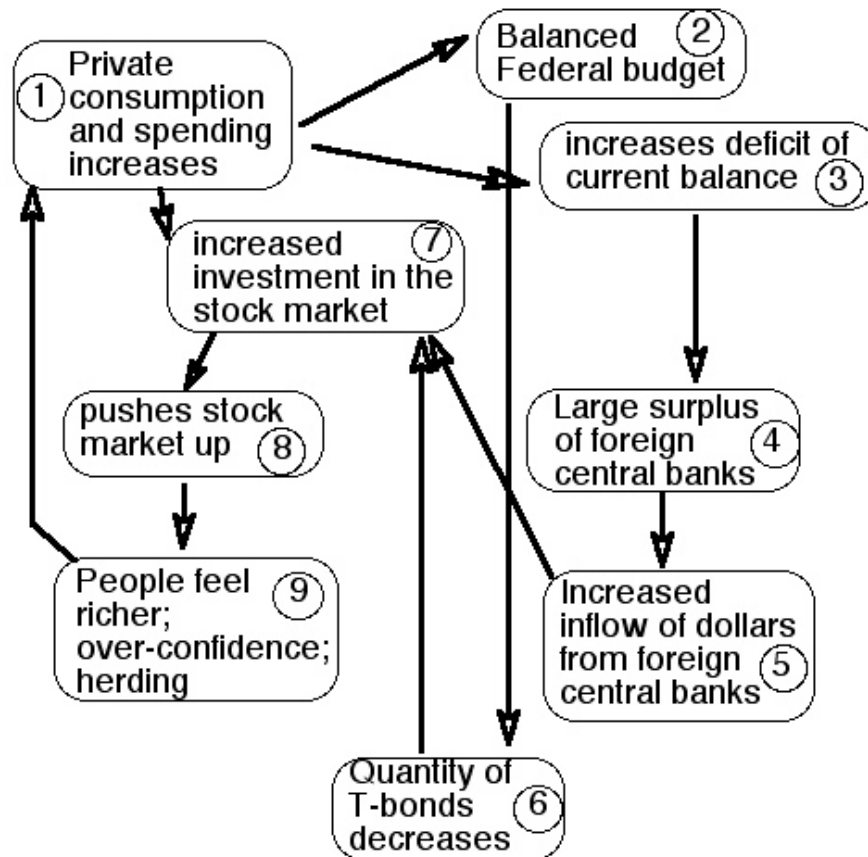 1
Private
consumption
and spending
increases
2
Balanced
Federal budget
increases deficit of
current balance
3
7
increased
investment in the
stock market
pushes stock
market up
8
Large surplus
of foreign
central banks
4
9
People feel
richer;
over-confidence;
herding
Increased
inflow of dollars
from foreign
central banks
5
Quantity of
T-bonds
decreases
6